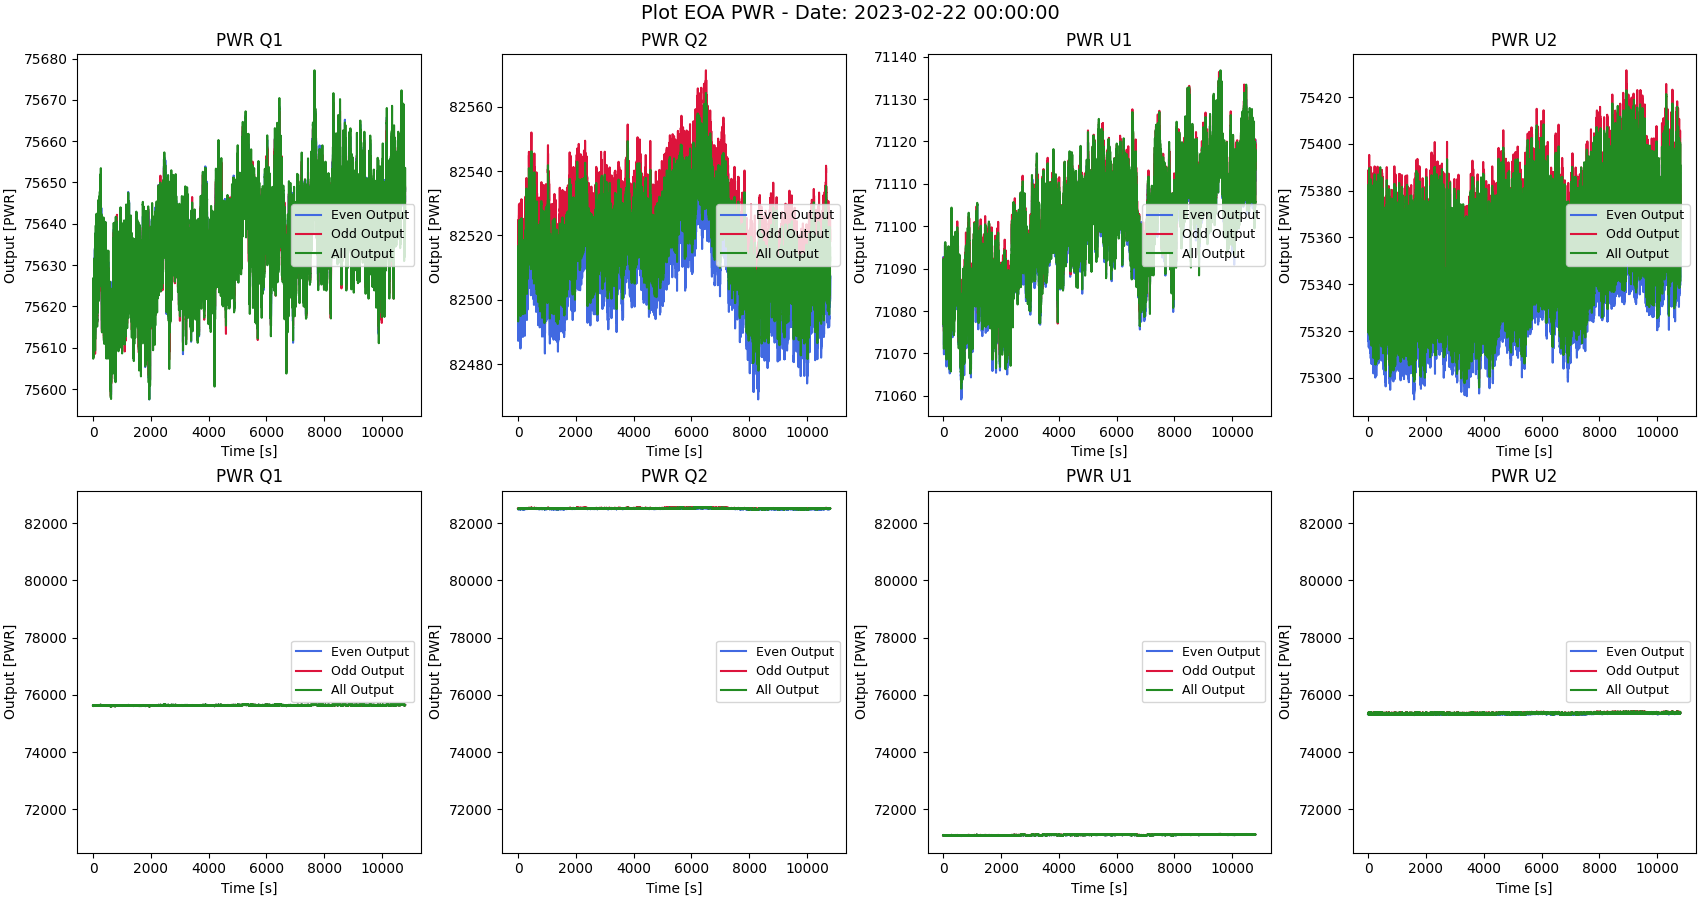 Plot EOA PWR - Date: 2023-02-22 00:00:00
PWR Q1
PWR Q2
PWR U1
PWR U2
75680
75670
75660
75650
75640
75630
75620
75610
75600
Output [PWR]
Even Output
Odd Output
All Output
0 2000 4000 6000 8000 10000
Time [s]
82560
82540
82520
82500
82480
Output [PWR]
Even Output
Odd Output
All Output
0 2000 4000 6000 8000 10000
Time [s]
71140
71130
71120
71110
71100
71090
71080
71070
71060
Output [PWR]
Even Output
Odd Output
All Output
0 2000 4000 6000 8000 10000
Time [s]
75420
75400
75380
75360
75340
75320
75300
Output [PWR]
Even Output
Odd Output
All Output
0 2000 4000 6000 8000 10000
Time [s]
PWR Q1
PWR Q2
PWR U1
PWR U2
82000
80000
78000
76000
74000
72000
Output [PWR]
Even Output
Odd Output
All Output
0 2000 4000 6000 8000 10000
Time [s]
82000
80000
78000
76000
74000
72000
Output [PWR]
Even Output
Odd Output
All Output
0 2000 4000 6000 8000 10000
Time [s]
82000
80000
78000
76000
74000
72000
Output [PWR]
Even Output
Odd Output
All Output
0 2000 4000 6000 8000 10000
Time [s]
82000
80000
78000
76000
74000
72000
Output [PWR]
Even Output
Odd Output
All Output
0 2000 4000 6000 8000 10000
Time [s]